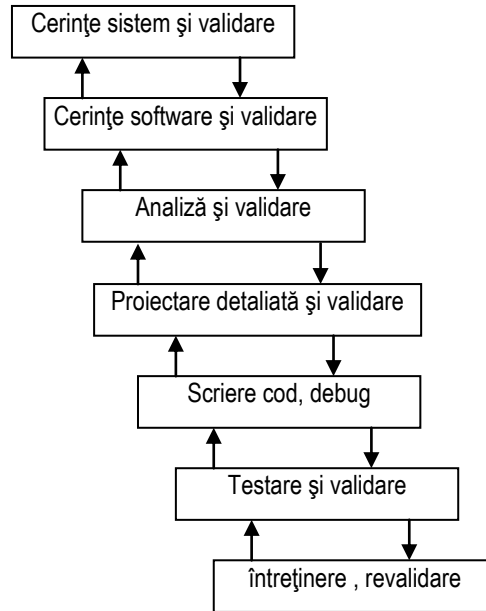 Cerinţe sistem şi validare
Cerinţe software şi validare
Analiză şi validare
Proiectare detaliată şi validare
Scriere cod, debug
Testare şi validare
întreţinere , revalidare